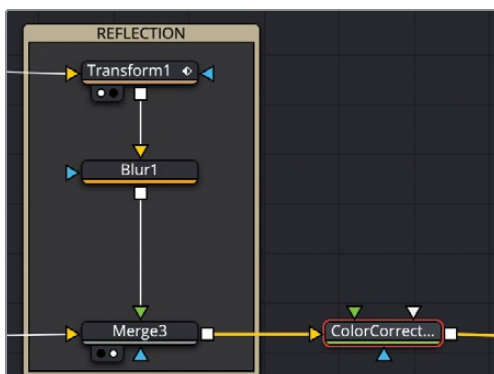 REFLECTION
Transform1
Blur1
Merge3
ColorCorrect...